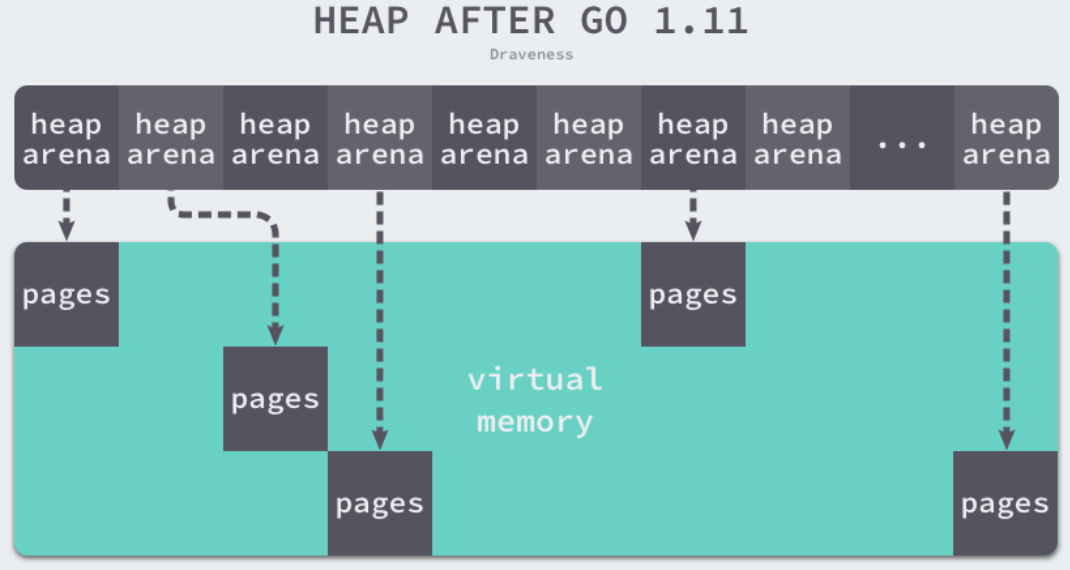 HEAP AFTER GO 1.11
Draveness
heap arena
heap arena
heap arena
heap arena
heap arena
heap arena
heap arena
heap arena
...
heap arena
pages
pages
pages
virtual
memory
pages
pages